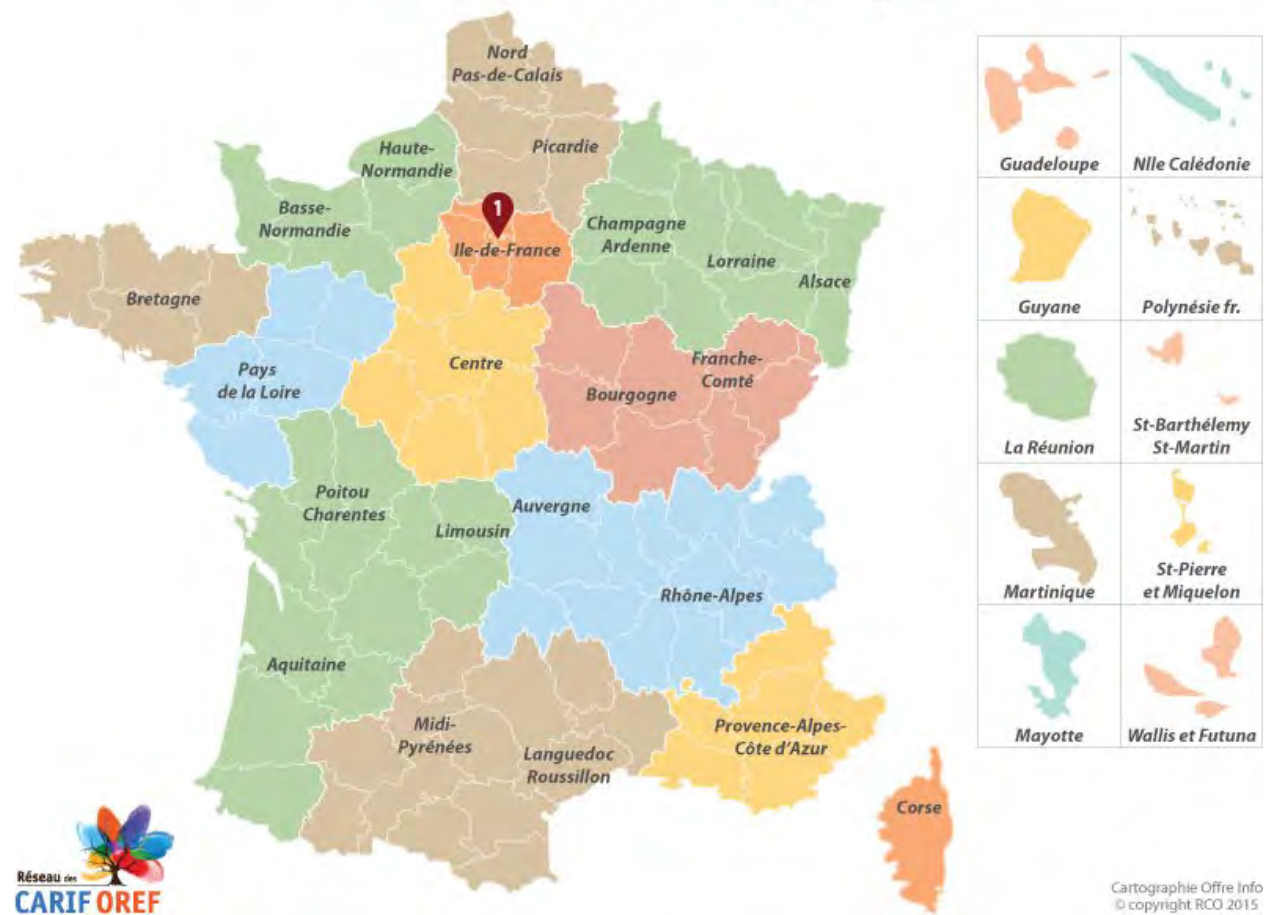 Nord
Pas-de-Calais
Haute-
Normandie
Picardie
Basse-
Normandie
1
Ile-de-France
Champagne
Ardenne
Lorraine
Alsace
Bretagne
Pays
de la Loire
Centre
Bourgogne
Franche-
Comté
Poitou
Charentes
Limousin
Auvergne
Rhône-Alpes
Aquitaine
Midi-
Pyrénées
Languedoc
Roussillon
Provence-Alpes-
Côte d'Azur
Corse
Guadeloupe
Nlle Calédonie
Guyane
Polynésie fr.
La Réunion
St-Barthélemy
St-Martin
Martinique
St-Pierre
et Miquelon
Mayotte
Wallis et Futuna
Réseau des
CARIF OREF
Cartographie Offre Info
© copyright RCO 2015